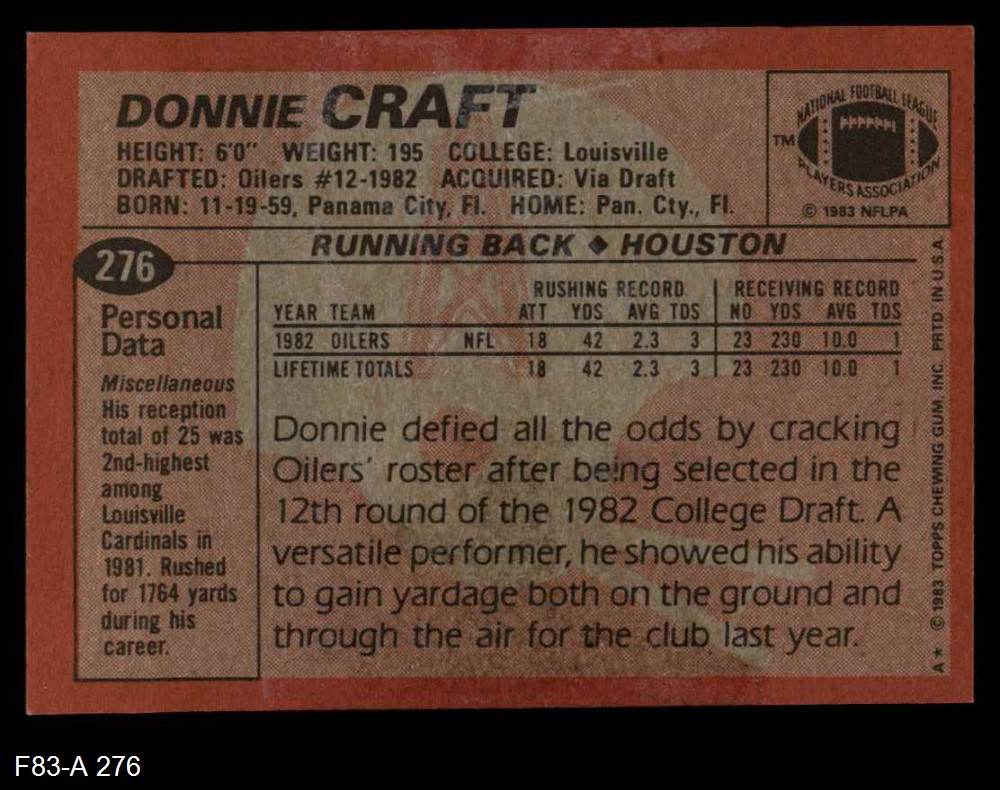 DONNIE CRAFT
HEIGHT: 6'0" WEIGHT: 195 COLLEGE: Louisville
DRAFTED: Oilers #12-1982 ACQUIRED: Via Draft
BORN: 11-19-59, Panama City, Fl. HOME: Pan. Cty., Fl.
NATIONAL FOOTBALL LEAGUE
TM
PLAYERS ASSOCIATION
© 1983 NFLPA
276
RUNNING BACK ◆ HOUSTON
Personal
Data
Miscellaneous
His reception
total of 25 was
2nd-highest
among
Louisville
Cardinals in
1981. Rushed
for 1764 yards
during his
career.
RUSHING RECORD RECEIVING RECORD
YEAR TEAM ATT YDS AVG TDS NO YDS AVG TDS
1982 OILERS NFL 18 42 2.3 3 23 230 10.0 1
LIFETIME TOTALS 18 42 2.3 3 23 230 10.0 1
Donnie defied all the odds by cracking
Oilers' roster after being selected in the
12th round of the 1982 College Draft. A
versatile performer, he showed his ability
to gain yardage both on the ground and
through the air for the club last year.
A* © 1983 TOPPS CHEWING GUM, INC. PRTD IN U.S.A.
F83-A 276